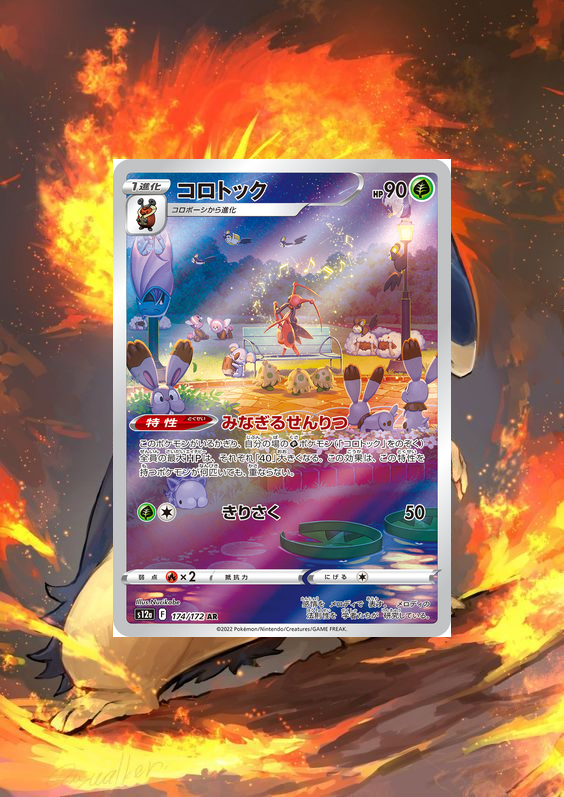 1進化
コロトック
HP90
コロボーシから進化
特性
とくせい
みなぎるせんりつ
このポケモンがいるかぎり、自分の場のポケモン(「コロトック」をのぞく)
全員の最大HPは、それぞれ「40」大きくなる。この効果は、この特性を
持つポケモンが何匹いても、重ならない。
きりさく 50
弱点 ×2 抵抗力 にげる
Illus. Nurikabe
感情を メロディで 表す。 メロディの
法則性を 学者たちが 研究している。
s12a F 174/172 AR
©2022 Pokémon/Nintendo/Creatures/GAME FREAK.